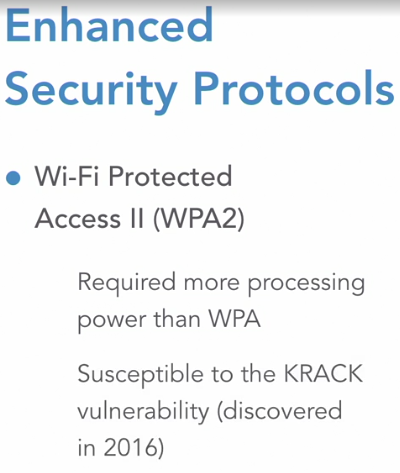 Enhanced
Security Protocols
• Wi-Fi Protected
Access II (WPA2)
Required more processing
power than WPA
Susceptible to the KRACK
vulnerability (discovered
in 2016)